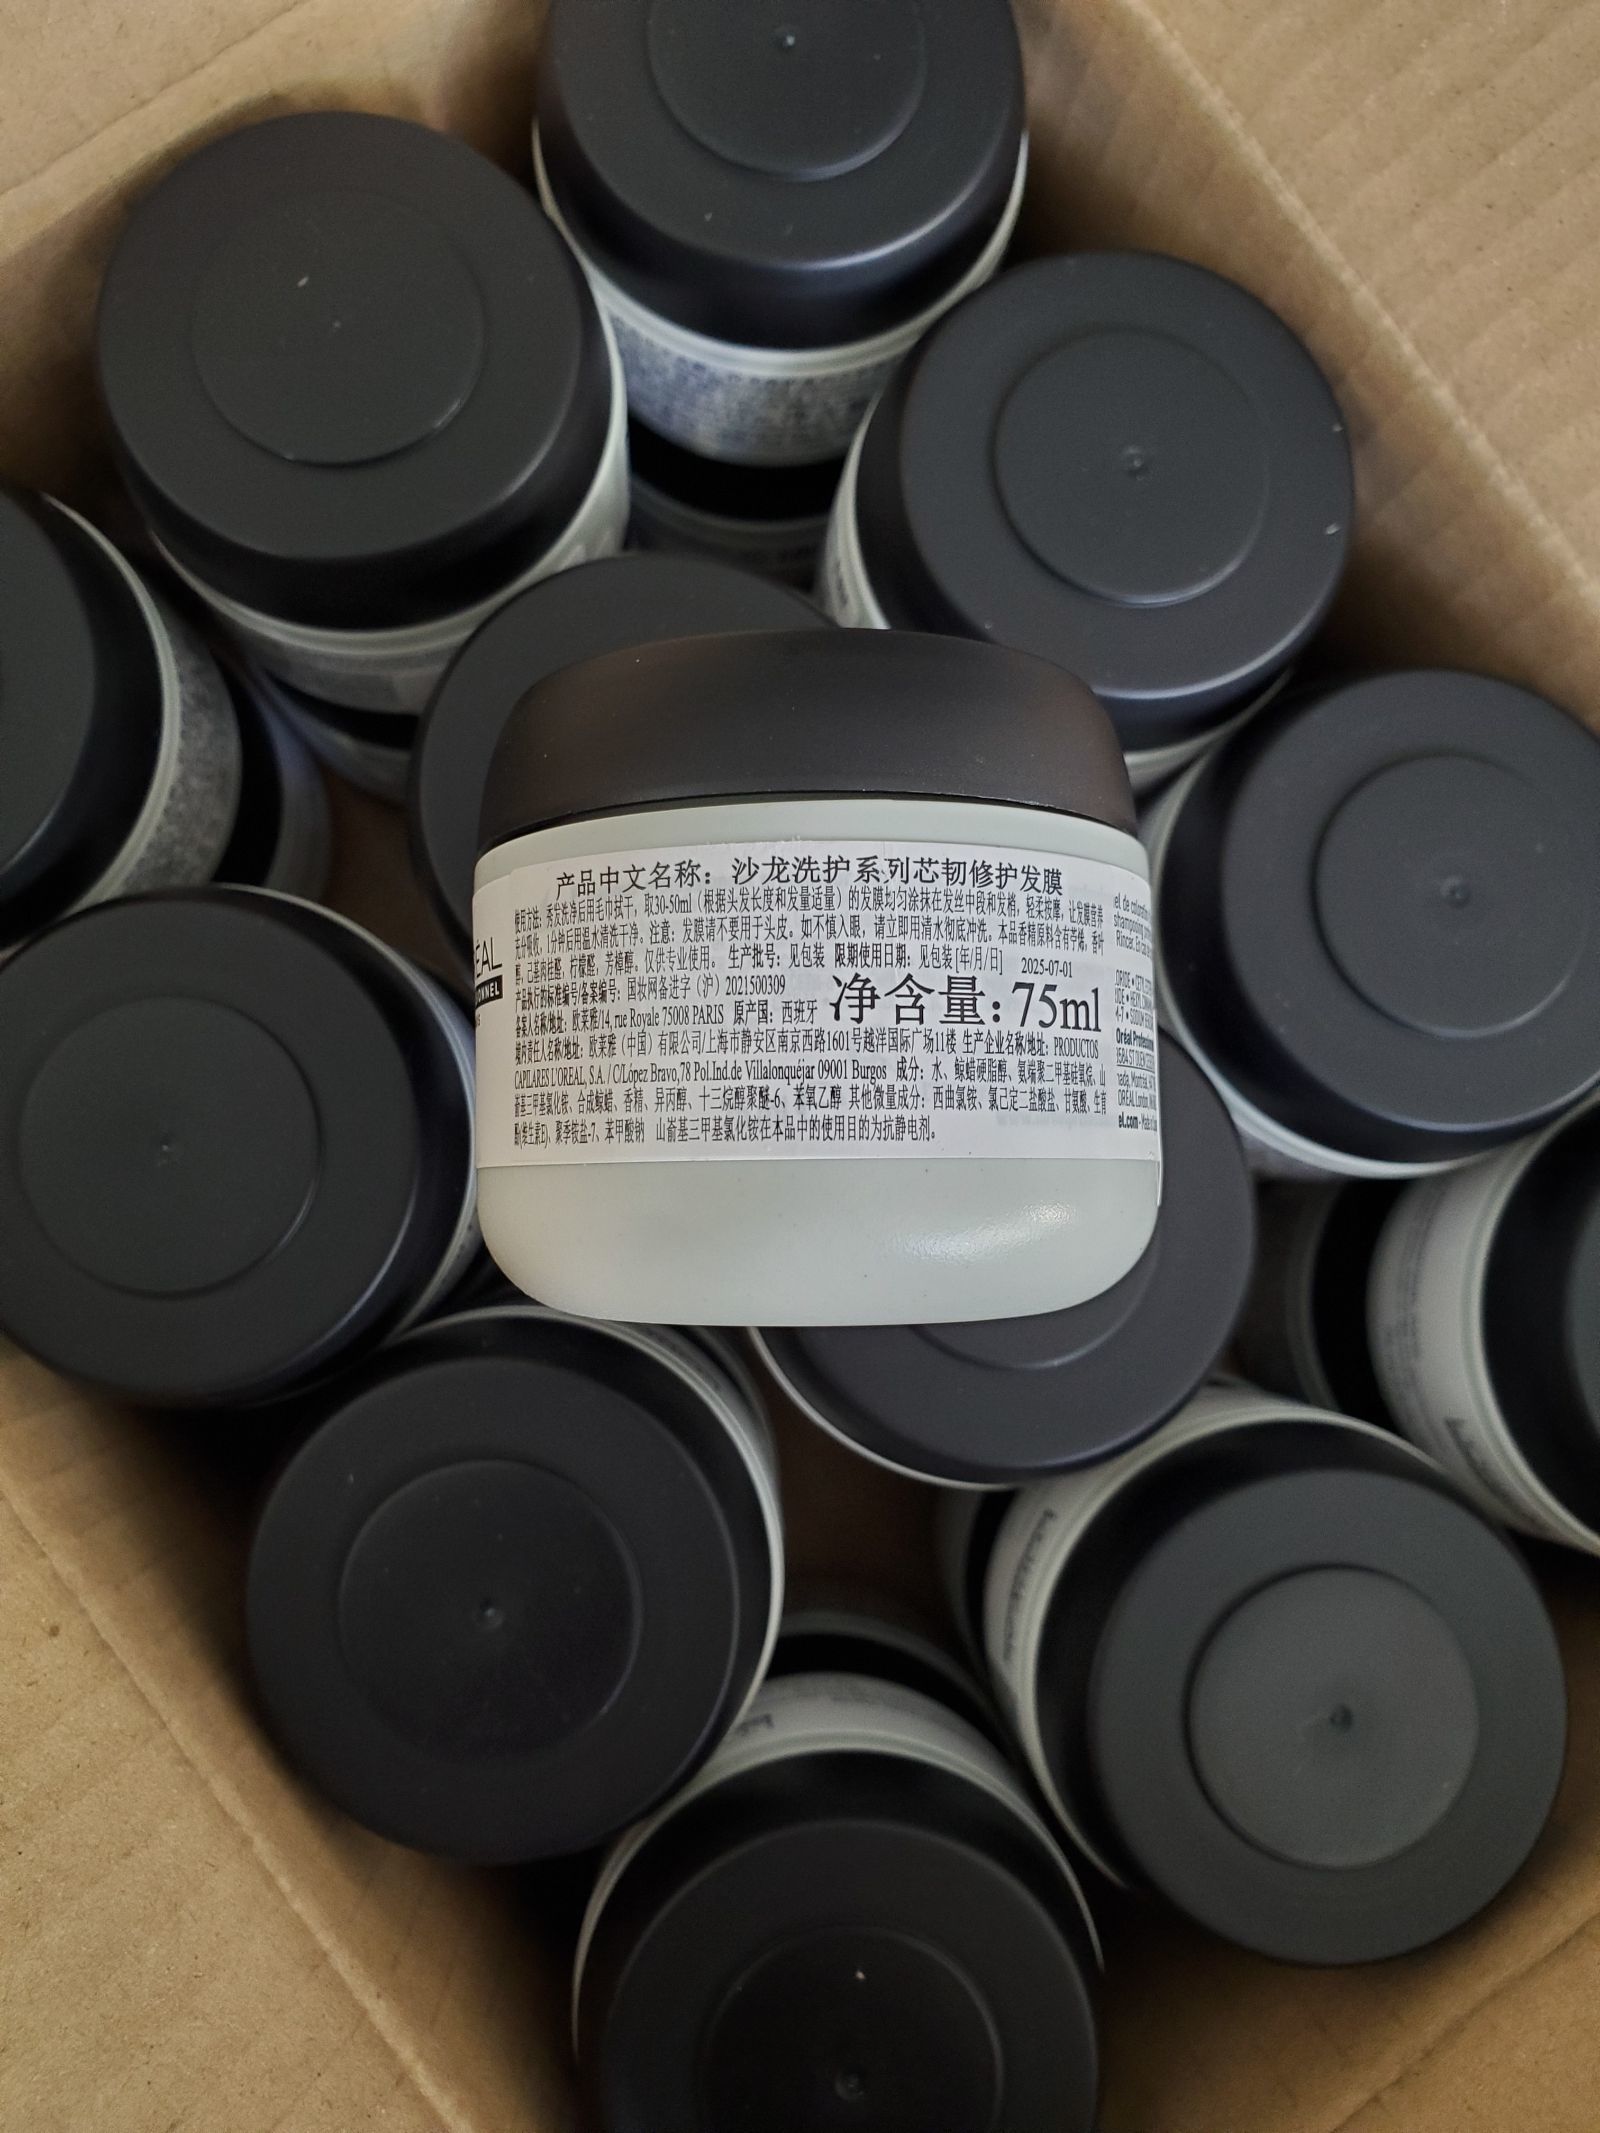 产品中文名称：沙龙洗护系列芯韧修护发膜
使用方法：秀发洗净后用毛巾拭干，取30-50ml（根据头发长度和发量适量）的发膜均匀涂抹在发丝中段和发梢，轻柔按摩，让发膜营养
充分吸收，1分钟后用温水清洗干净。注意：发膜请不要用于头皮。如不慎入眼，请立即用清水彻底冲洗。本品香精原料含有苧烯，香叶
醇，己基肉桂醛，柠檬醛，芳樟醇。仅供专业使用。 生产批号：见包装 限期使用日期：见包装[年/月/日] 2025-07-01
产品执行的标准编号/备案编号：国妆网备进字（沪）2021500309
备案人名称/地址：欧莱雅/14, rue Royale 75008 PARIS 原产国：西班牙 净含量：75ml
境内责任人名称/地址：欧莱雅（中国）有限公司/上海市静安区南京西路1601号越洋国际广场11楼 生产企业名称/地址：PRODUCTOS
CAPILARES L'OREAL, S.A. / C/López Bravo,78 Pol.Ind.de Villalonquéjar 09001 Burgos 成分：水、鲸蜡硬脂醇、氨端聚二甲基硅氧烷、山
嵛基三甲基氯化铵、合成鲸蜡、香精、异丙醇、十三烷醇聚醚-6、苯氧乙醇 其他微量成分：西曲氯铵、氯己定二盐酸盐、甘氨酸、生育
酚(维生素E)、聚季铵盐-7、苯甲酸钠 山嵛基三甲基氯化铵在本品中的使用目的为抗静电剂。
ÉAL
IONNEL
shampooing
Rincer. En cas
Oréal Profession
nada, Montréal
ORÉAL London
el.com